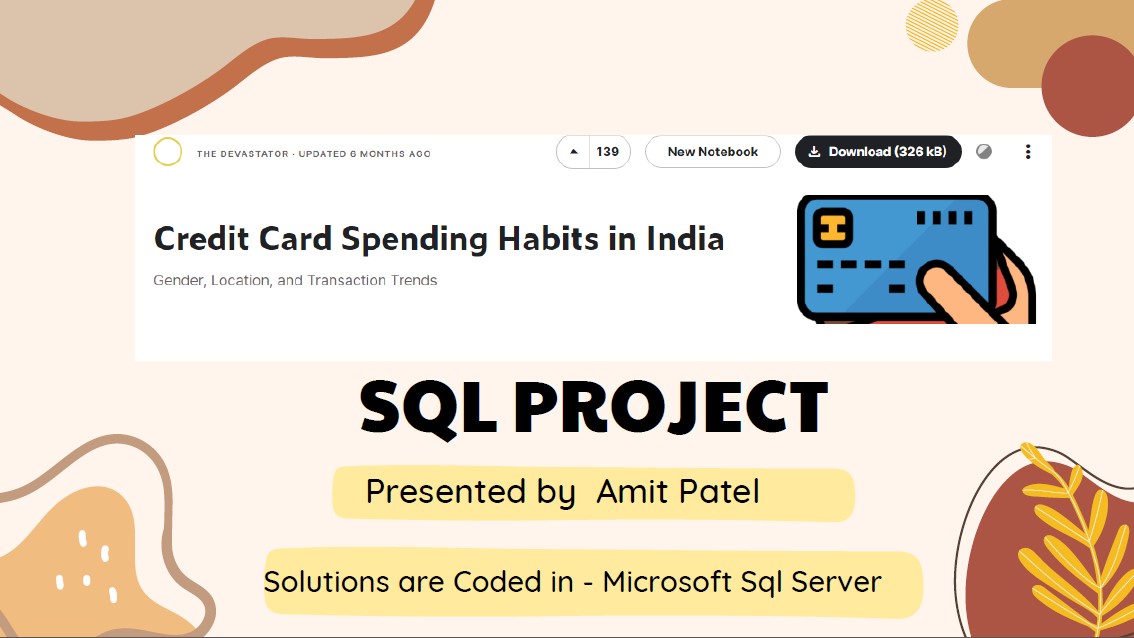 THE DEVASTATOR · UPDATED 6 MONTHS AGO
139
New Notebook
Download (326 kB)
Credit Card Spending Habits in India
Gender, Location, and Transaction Trends
SQL PROJECT
Presented by Amit Patel
Solutions are Coded in - Microsoft Sql Server